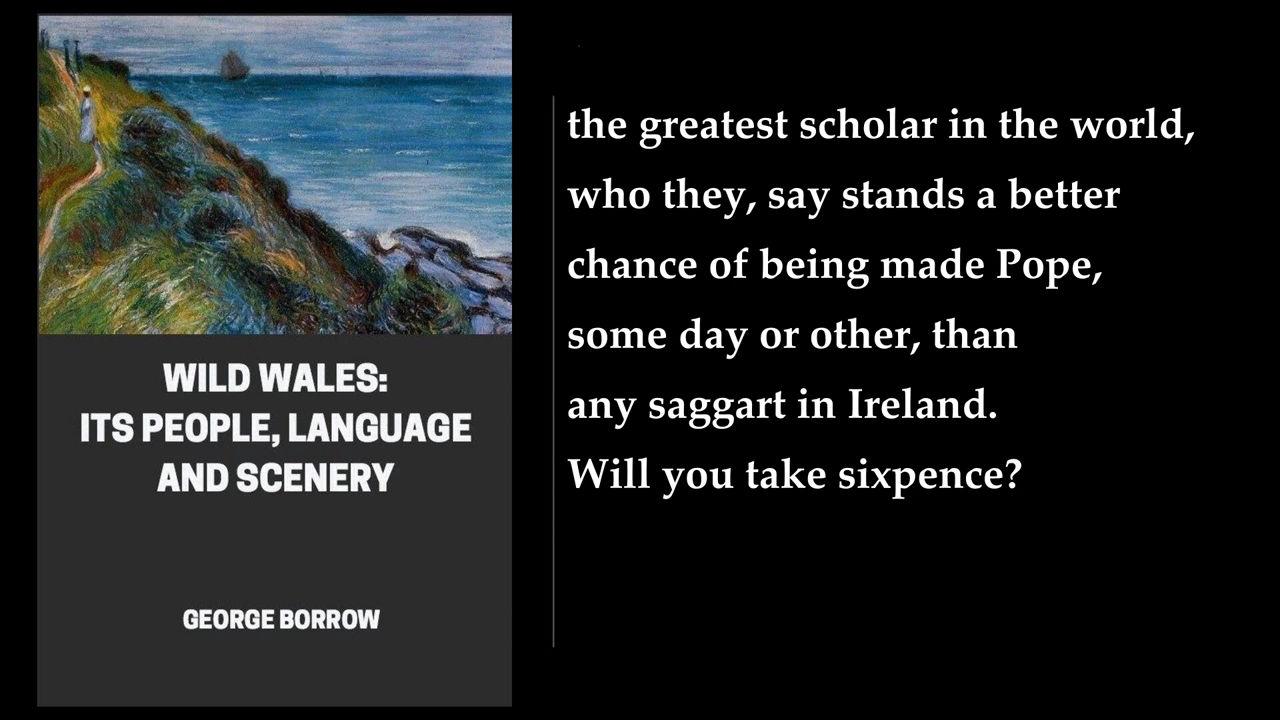 WILD WALES:
ITS PEOPLE, LANGUAGE
AND SCENERY
GEORGE BORROW
the greatest scholar in the world,
who they, say stands a better
chance of being made Pope,
some day or other, than
any saggart in Ireland.
Will you take sixpence?